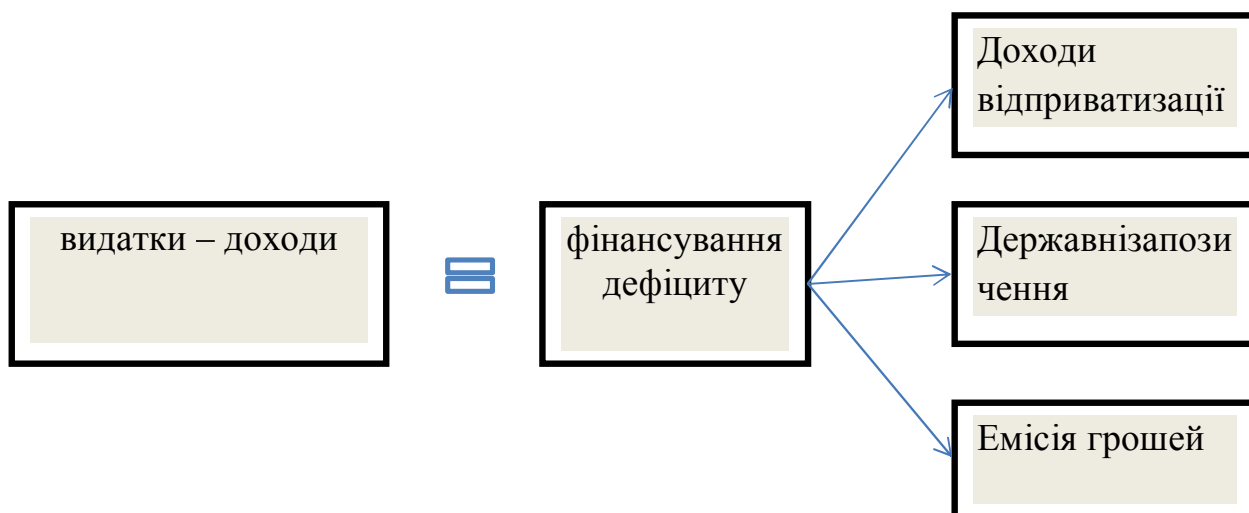 видатки – доходи
фінансування
дефіциту
Доходи
відприватизації
Державнізапози
чення
Емісія грошей